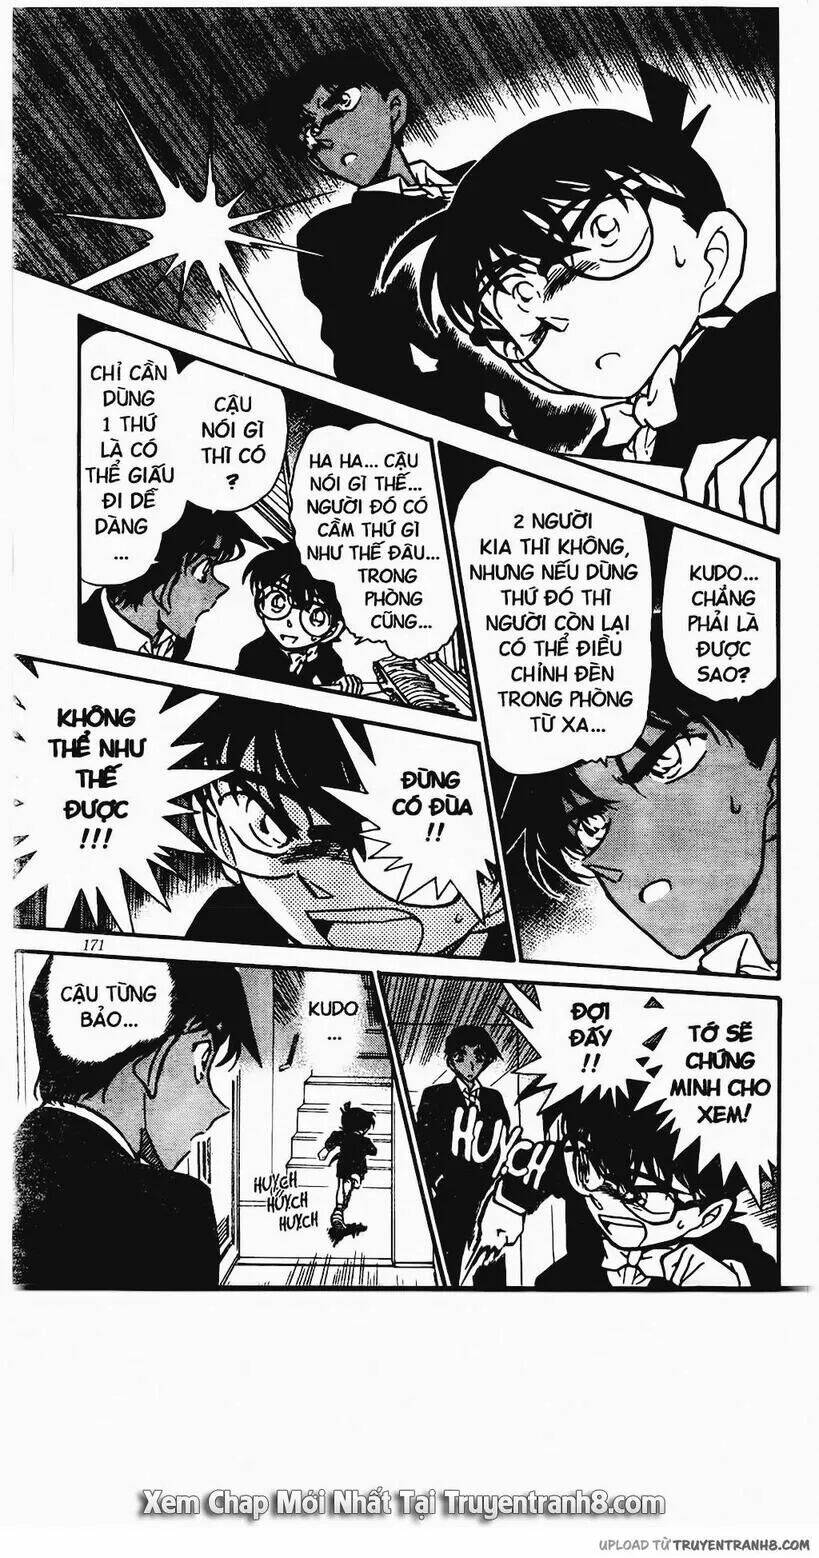 KUDO...
CHẲNG
PHẢI LÀ
ĐƯỢC
SAO?
2 NGƯỜI
KIA THÌ KHÔNG,
NHƯNG NẾU DÙNG
THỨ ĐÓ THÌ
NGƯỜI CÒN LẠI
CÓ THỂ ĐIỀU
CHỈNH ĐÈN
TRONG PHÒNG
TỪ XA...
HA HA... CẬU
NÓI GÌ THẾ...
NGƯỜI ĐÓ CÓ
CẦM THỨ GÌ
NHƯ THẾ ĐÂU...
TRONG
PHÒNG
CŨNG...
CẬU
NÓI GÌ
THÌ CÓ
?
CHỈ CẦN
DÙNG
1 THỨ
LÀ CÓ
THỂ GIẤU
ĐI DỄ
DÀNG
...
ĐỪNG
CÓ ĐÙA
!!
KHÔNG
THỂ NHƯ
THẾ
ĐƯỢC
!!!
171
TỚ SẼ
CHỨNG
MINH CHO
XEM!
ĐỢI
ĐẤY
!!
HUỲCH
KUDO
...
HUỲCH
HUỲCH
HUỲCH
CẬU TỪNG
BẢO...
Xem Chap Mới Nhất Tại Truyentranh8.com
UPLOAD TỪ TRUYENTRANH8.COM